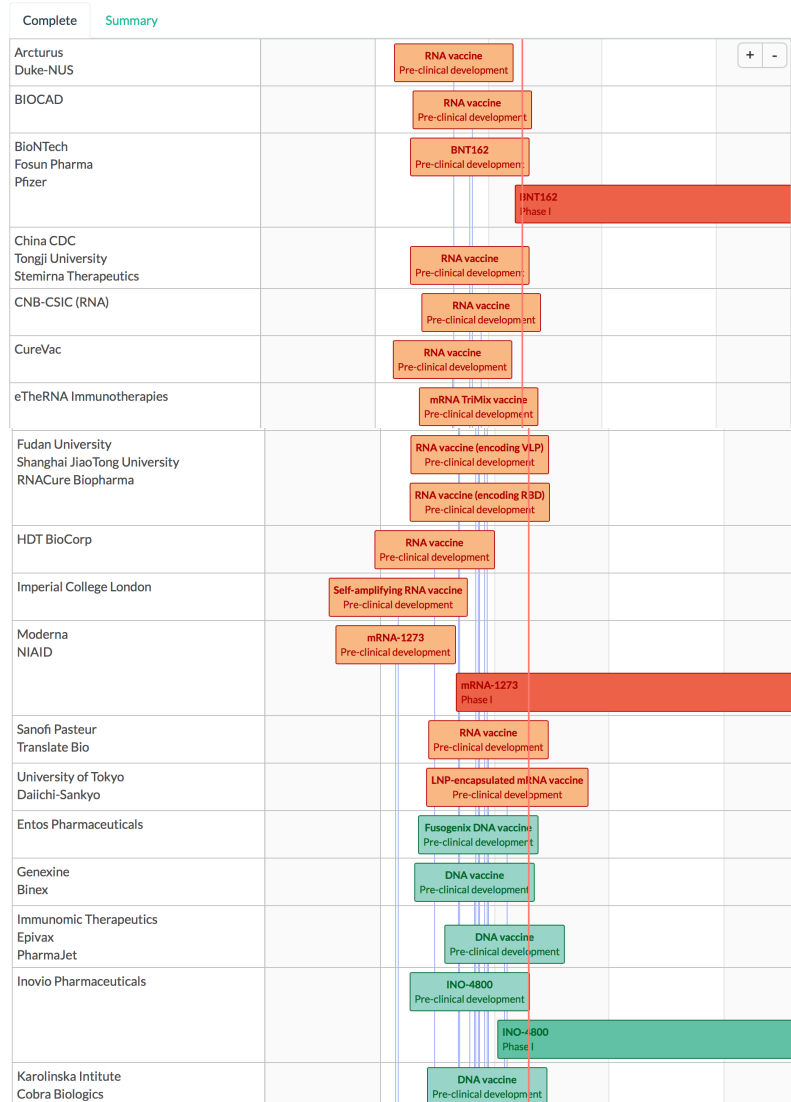 Complete
Summary
+ -
Arcturus
Duke-NUS
RNA vaccine
Pre-clinical development
BIOCAD
RNA vaccine
Pre-clinical development
BioNTech
Fosun Pharma
Pfizer
BNT162
Pre-clinical development
BNT162
Phase I
China CDC
Tongji University
Stemirna Therapeutics
RNA vaccine
Pre-clinical development
CNB-CSIC (RNA)
RNA vaccine
Pre-clinical development
CureVac
RNA vaccine
Pre-clinical development
eTheRNA Immunotherapies
mRNA TriMix vaccine
Pre-clinical development
Fudan University
Shanghai JiaoTong University
RNACure Biopharma
RNA vaccine (encoding VLP)
Pre-clinical development
RNA vaccine (encoding RBD)
Pre-clinical development
HDT BioCorp
RNA vaccine
Pre-clinical development
Imperial College London
Self-amplifying RNA vaccine
Pre-clinical development
Moderna
NIAID
mRNA-1273
Pre-clinical development
mRNA-1273
Phase I
Sanofi Pasteur
Translate Bio
RNA vaccine
Pre-clinical development
University of Tokyo
Daiichi-Sankyo
LNP-encapsulated mRNA vaccine
Pre-clinical development
Entos Pharmaceuticals
Fusogenix DNA vaccine
Pre-clinical development
Genexine
Binex
DNA vaccine
Pre-clinical development
Immunomic Therapeutics
Epivax
PharmaJet
DNA vaccine
Pre-clinical development
Inovio Pharmaceuticals
INO-4800
Pre-clinical development
INO-4800
Phase I
Karolinska Intitute
Cobra Biologics
DNA vaccine
Pre-clinical development